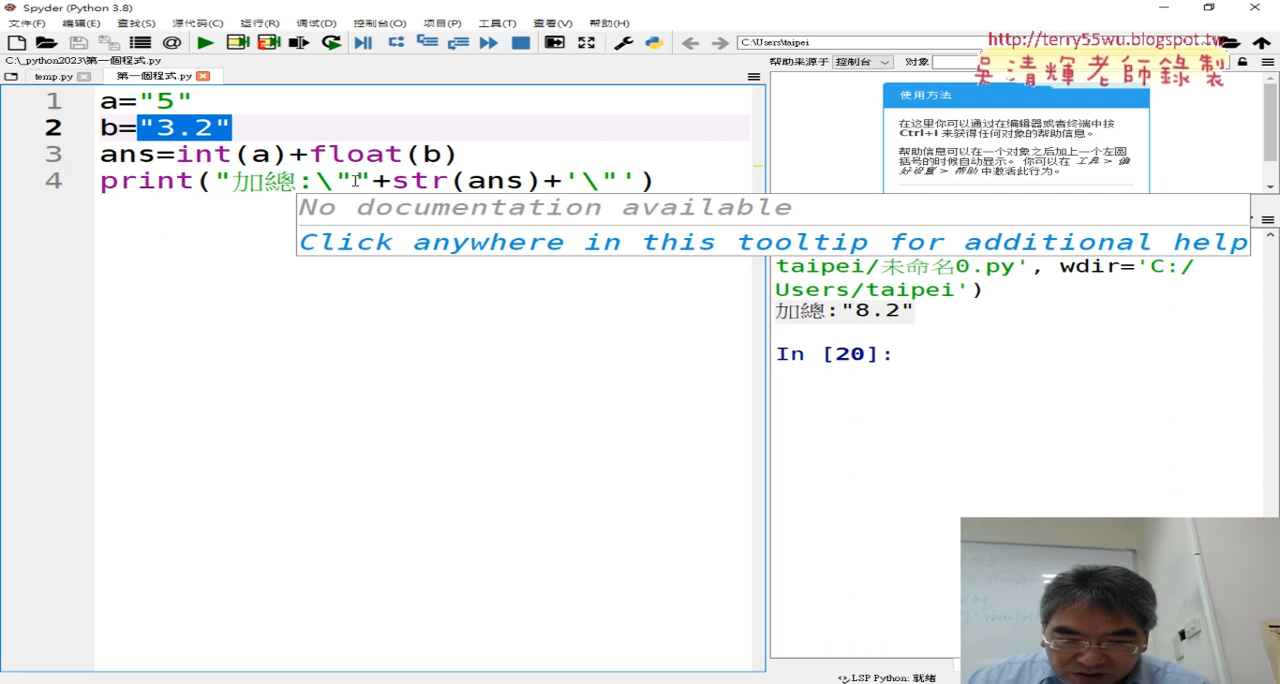 Spyder (Python 3.8)
文件(F) 编辑(E) 查找(S) 源代码(C) 运行(R) 调试(D) 控制台(O) 项目(P) 工具(T) 查看(V) 帮助(H)
C:\Users\taipei
http://terry55wu.blogspot.tw
吳清輝老師錄製
C:\_python2023\第一個程式.py
temp.py 第一個程式.py
帮助来源于 控制台 对象
1 a="5"
2 b="3.2"
3 ans=int(a)+float(b)
4 print("加總:\""+str(ans)+'\"')
使用方法
在这里你可以通过在编辑器或者终端中按
Ctrl+I 来获得任何对象的帮助信息。
帮助信息可以在一个对象之后加上一个左圆
括号的时候自动显示。 你可以在 工具 > 偏
好设置 > 帮助 中激活此行为。
No documentation available
Click anywhere in this tooltip for additional help
taipei/未命名0.py', wdir='C:/
Users/taipei')
加總:"8.2"
In [20]:
LSP Python: 就绪